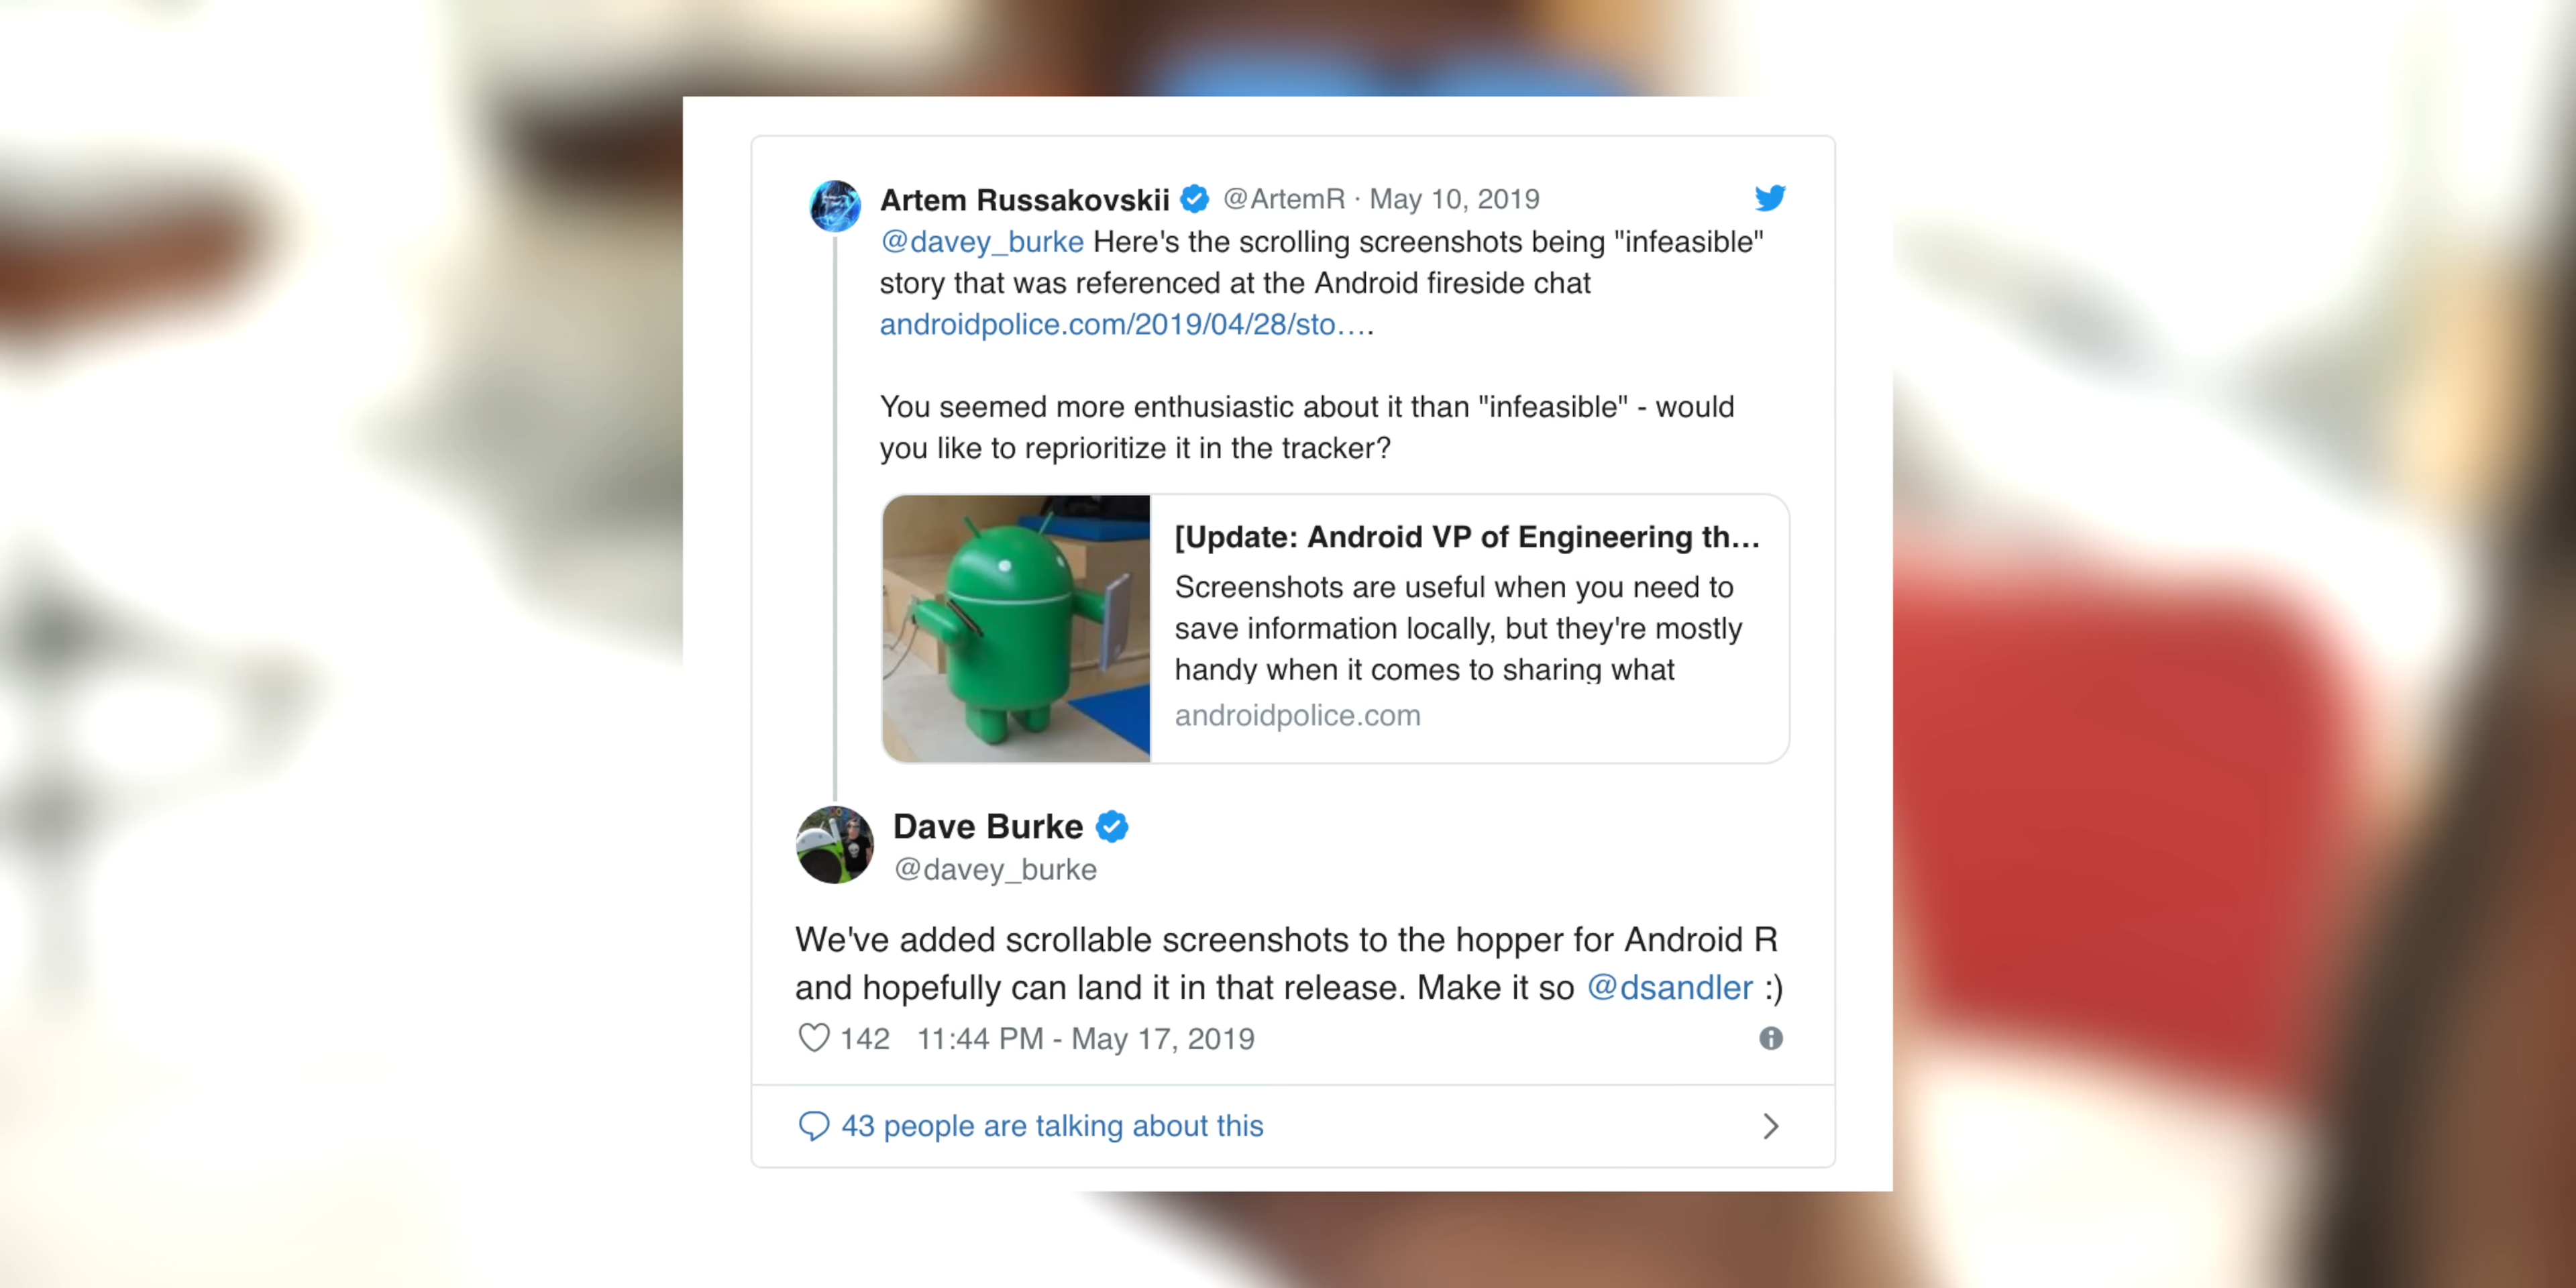 Artem Russakovskii @ArtemR · May 10, 2019
@davey_burke Here's the scrolling screenshots being "infeasible"
story that was referenced at the Android fireside chat
androidpolice.com/2019/04/28/sto….
You seemed more enthusiastic about it than "infeasible" - would
you like to reprioritize it in the tracker?
[Update: Android VP of Engineering th...
Screenshots are useful when you need to
save information locally, but they're mostly
handy when it comes to sharing what
androidpolice.com
Dave Burke
@davey_burke
We've added scrollable screenshots to the hopper for Android R
and hopefully can land it in that release. Make it so @dsandler :)
142 11:44 PM - May 17, 2019
43 people are talking about this